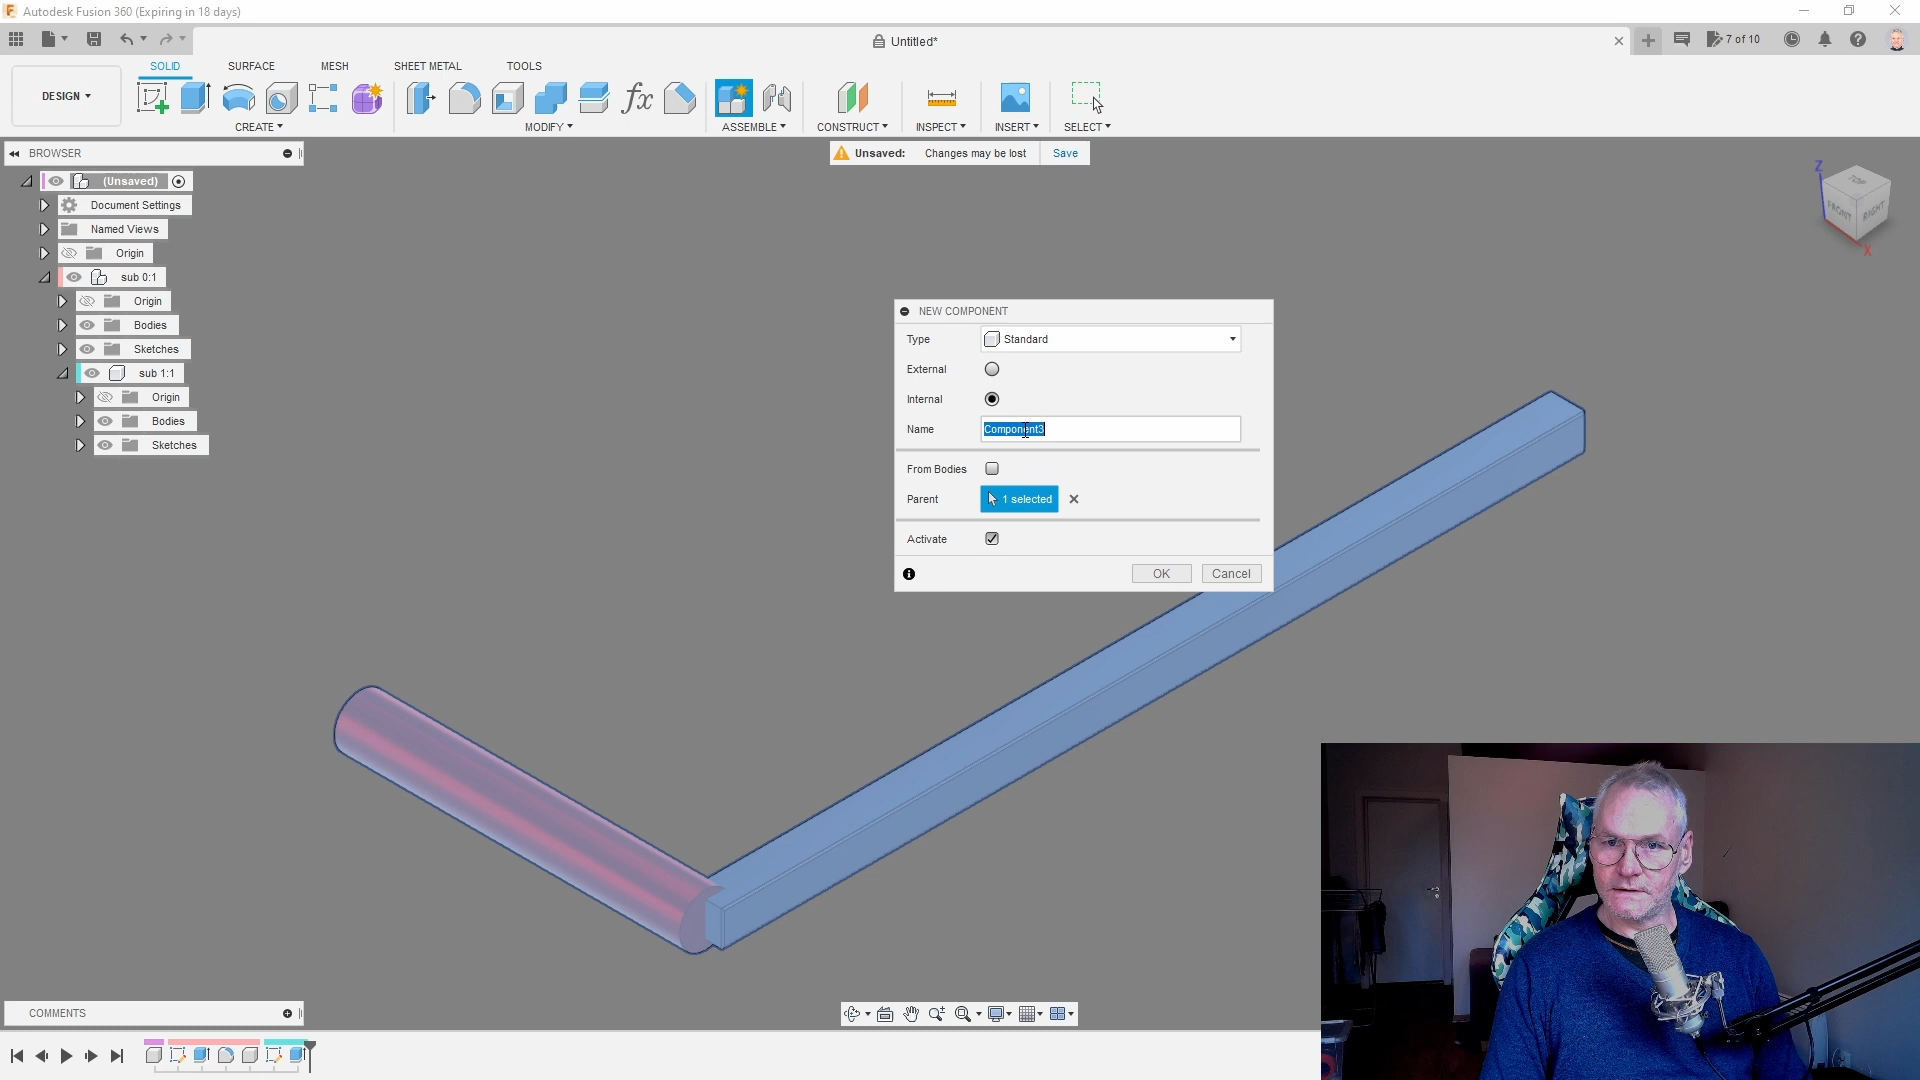 Autodesk Fusion 360 (Expiring in 18 days)
Untitled*
7 of 10
SOLID
SURFACE
MESH
SHEET METAL
TOOLS
DESIGN
CREATE
MODIFY
ASSEMBLE
CONSTRUCT
INSPECT
INSERT
SELECT
BROWSER
Unsaved: Changes may be lost Save
(Unsaved)
Document Settings
Named Views
Origin
sub 0:1
Origin
Bodies
Sketches
sub 1:1
Origin
Bodies
Sketches
Z
TOP
FRONT
RIGHT
X
NEW COMPONENT
Type Standard
External
Internal
Name Component3
From Bodies
Parent 1 selected
Activate
OK Cancel
COMMENTS